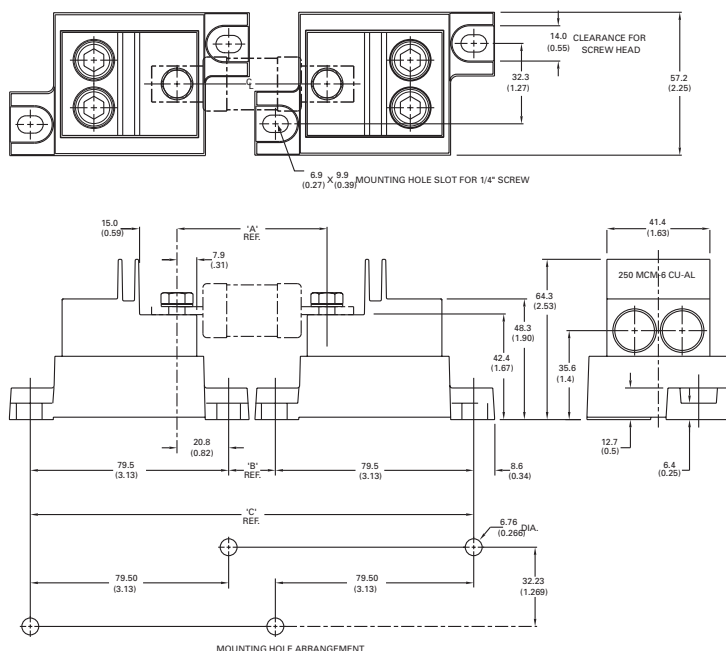 14.0
(0.55)
CLEARANCE FOR
SCREW HEAD
32.3
(1.27)
57.2
(2.25)
C
L
6.9 X 9.9 MOUNTING HOLE SLOT FOR 1/4" SCREW
(0.27) (0.39)
15.0
(0.59)
'A'
REF.
7.9
(.31)
41.4
(1.63)
250 MCM-6 CU-AL
64.3
(2.53)
48.3
(1.90)
42.4
(1.67)
35.6
(1.4)
20.8
(0.82)
12.7
(0.5)
6.4
(0.25)
79.5
(3.13)
'B'
REF.
79.5
(3.13)
8.6
(0.34)
'C'
REF.
6.76
(0.266)
DIA.
79.50
(3.13)
79.50
(3.13)
32.23
(1.269)
MOUNTING HOLE ARRANGEMENT